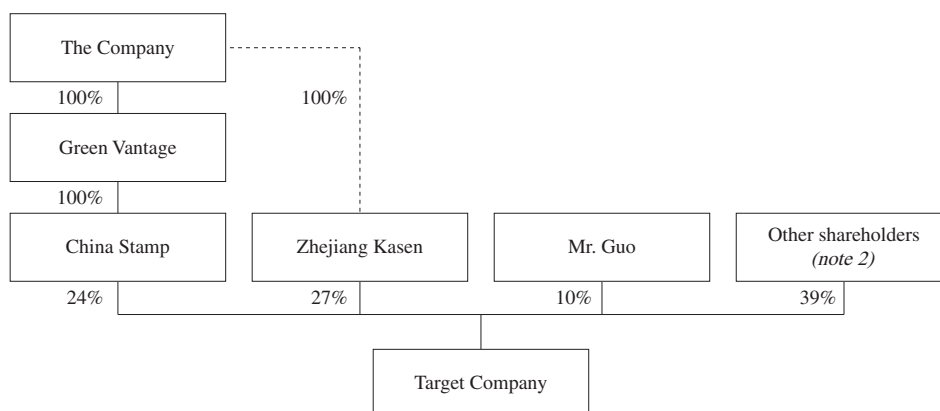 The Company
100%
100%
Green Vantage
100%
China Stamp
Zhejiang Kasen
Mr. Guo
Other shareholders
(note 2)
24%
27%
10%
39%
Target Company